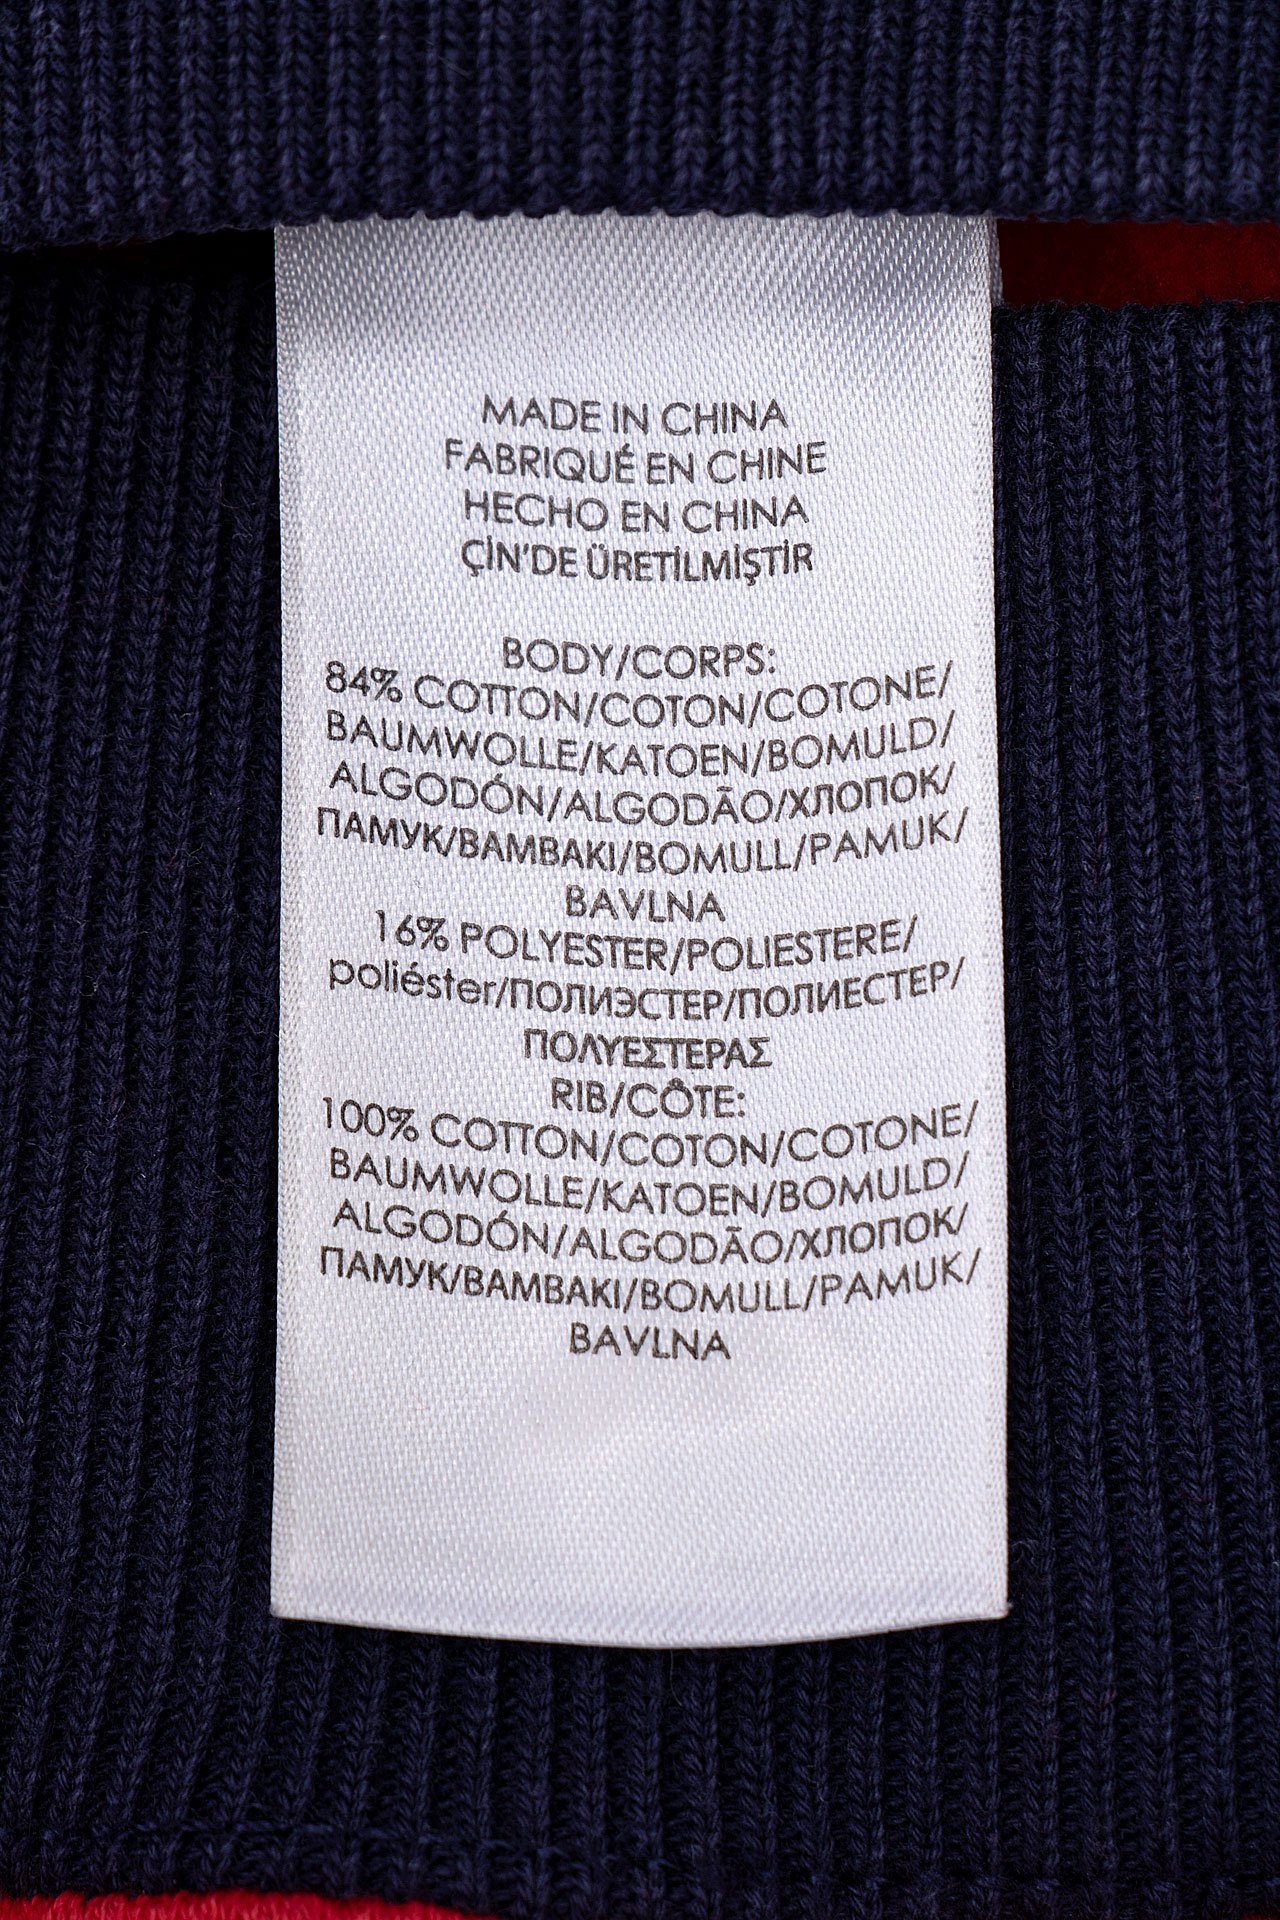 MADE IN CHINA
FABRIQUÉ EN CHINE
HECHO EN CHINA
ÇİN'DE ÜRETİLMİŞTİR
BODY/CORPS:
84% COTTON/COTON/COTONE/
BAUMWOLLE/KATOEN/BOMULD/
ALGODÓN/ALGODÃO/ХЛОПОК/
ПАМУК/BAMBAKI/BOMULL/PAMUK/
BAVLNA
16% POLYESTER/POLIESTERE/
poliéster/ПОЛИЭСТЕР/ПОЛИЕСТЕР/
ΠΟΛΥΕΣΤΕΡΑΣ
RIB/CÔTE:
100% COTTON/COTON/COTONE/
BAUMWOLLE/KATOEN/BOMULD/
ALGODÓN/ALGODÃO/ХЛОПОК/
ПАМУК/BAMBAKI/BOMULL/PAMUK/
BAVLNA